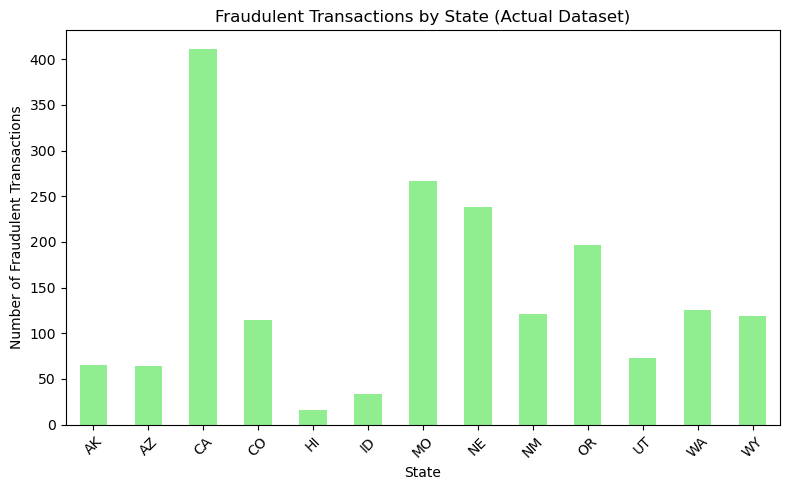 Fraudulent Transactions by State (Actual Dataset)
Number of Fraudulent Transactions
400
350
300
250
200
150
100
50
0
AK AZ CA CO HI ID MO NE NM OR UT WA WY
State